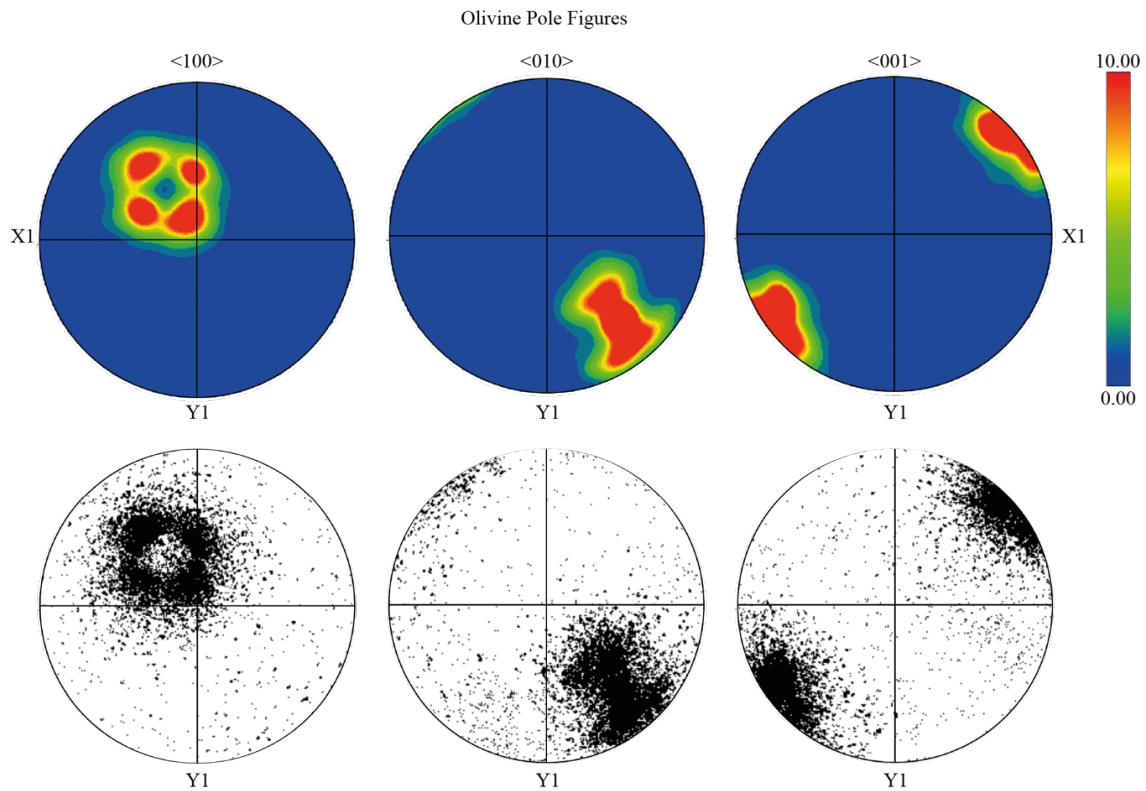 Olivine Pole Figures
<100>
<010>
<001>
10.00
X1
X1
0.00
Y1
Y1
Y1
Y1
Y1
Y1